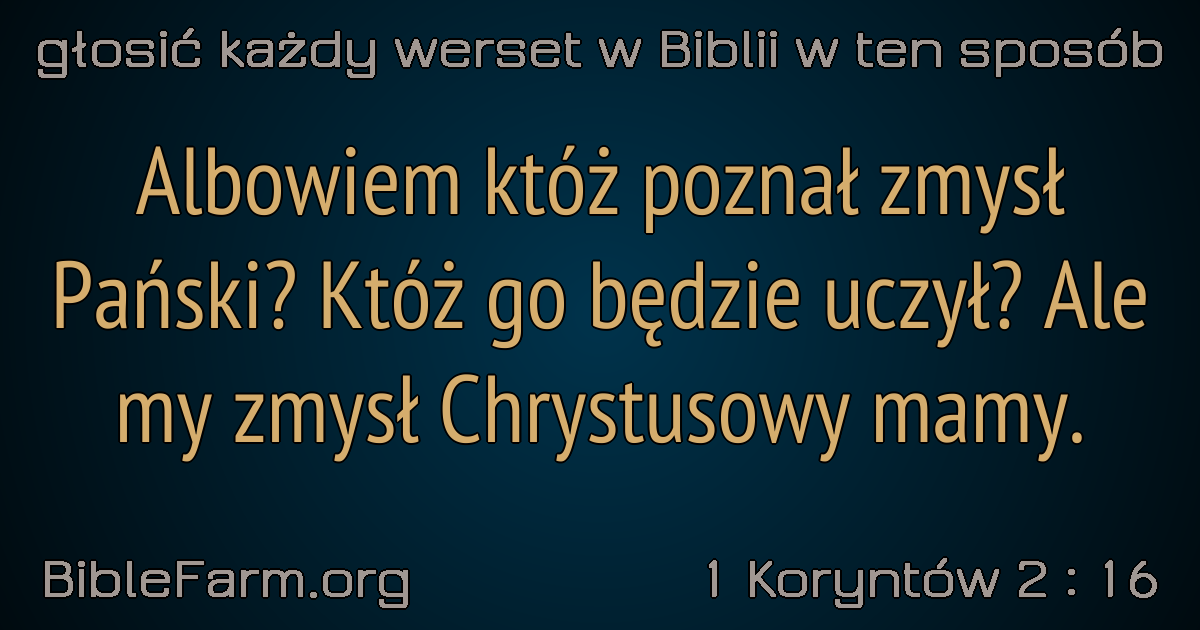 głosić każdy werset w Biblii w ten sposób
Albowiem któż poznał zmysł
Pański? Któż go będzie uczył? Ale
my zmysł Chrystusowy mamy.
BibleFarm.org
1 Koryntów 2 : 16